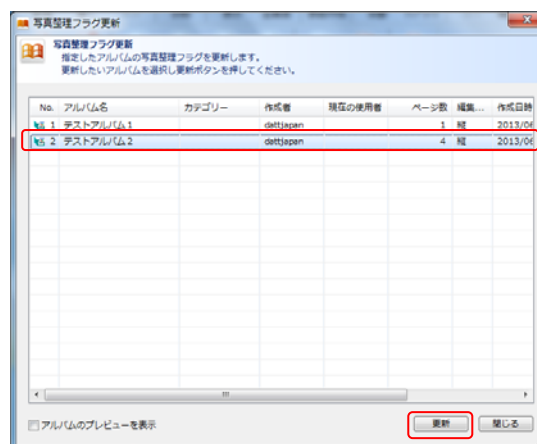 写真整理フラグ更新
写真整理フラグ更新
指定したアルバムの写真整理フラグを更新します。
更新したいアルバムを選択し更新ボタンを押してください。
No. アルバム名 カテゴリー 作成者 現在の使用者 ページ数 編集... 作成日時
1 テストアルバム1 dattjapan 1 縦 2013/06
2 テストアルバム2 dattjapan 4 縦 2013/06
アルバムのプレビューを表示 更新 閉じる